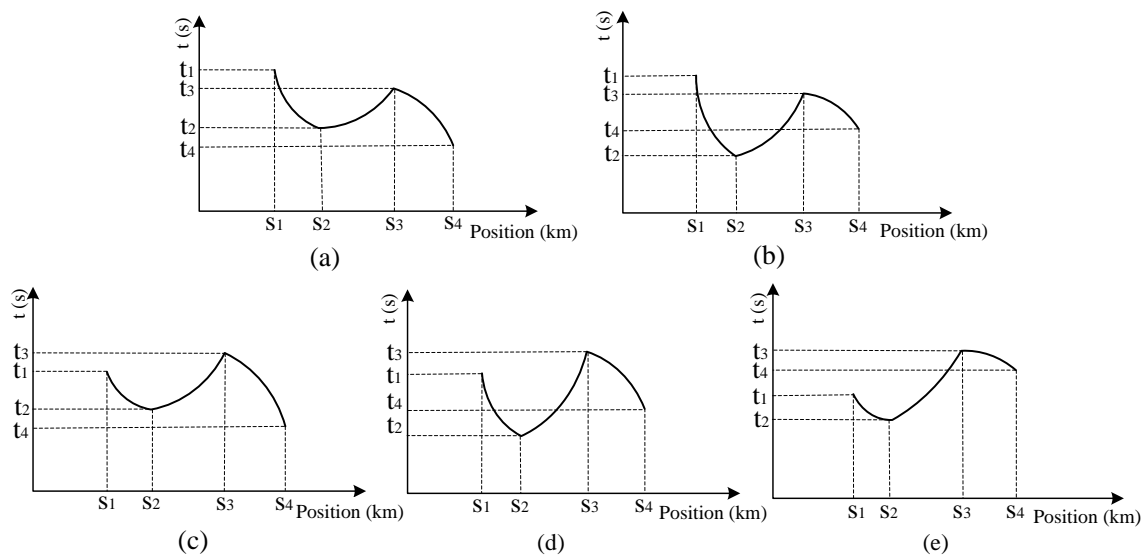 t (s)
t1
t3
t2
t4
S1 S2 S3 S4 Position (km)
(a)
t (s)
t1
t3
t4
t2
S1 S2 S3 S4 Position (km)
(b)
t (s)
t3
t1
t2
t4
S1 S2 S3 S4 Position (km)
(c)
t (s)
t3
t1
t4
t2
S1 S2 S3 S4 Position (km)
(d)
t (s)
t3
t4
t1
t2
S1 S2 S3 S4 Position (km)
(e)